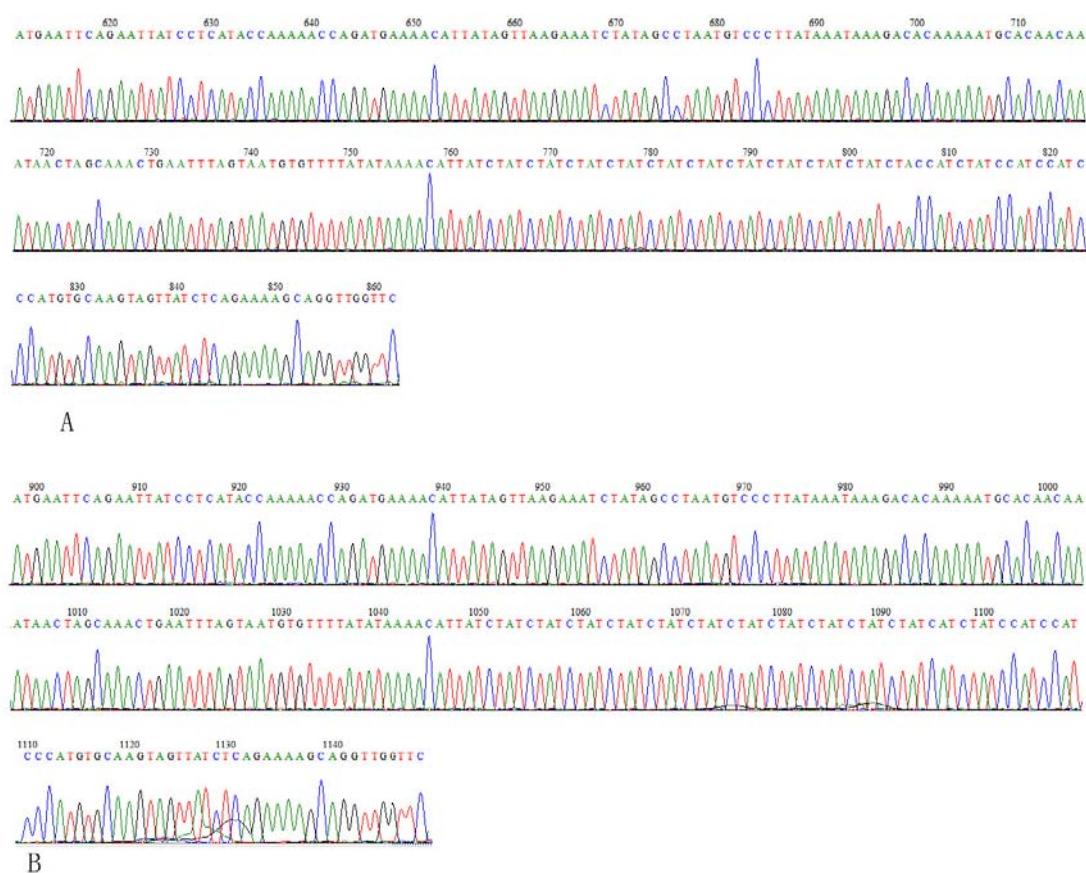 620 630 640 650 660 670 680 690 700 710
ATGAATTCAGAATTATCCTCATACCAAAAACCAGATGAAAACATTATAGTTAAGAAATCTATAGCCTAATGTCCCTTATAAATAAAGACACAAAAATGCACAACAA
720 730 740 750 760 770 780 790 800 810 820
ATAACTAGCAAACTGAATTTAGTAATGTGTTTTATATAAAACATTATCTATCTATCTATCTATCTATCTATCTATCTATCTATCTATCTACCATCTATCCATCCATC
830 840 850 860
CCATGTGCAAGTAGTTATCTCAGAAAAGCAGGTTGGTTC
A
900 910 920 930 940 950 960 970 980 990 1000
ATGAATTCAGAATTATCCTCATACCAAAAACCAGATGAAAACATTATAGTTAAGAAATCTATAGCCTAATGTCCCTTATAAATAAAGACACAAAAATGCACAACAA
1010 1020 1030 1040 1050 1060 1070 1080 1090 1100
ATAACTAGCAAACTGAATTTAGTAATGTGTTTTATATAAAACATTATCTATCTATCTATCTATCTATCTATCTATCTATCTATCTATCTATCATCTATCCATCCAT
1110 1120 1130 1140
CCCATGTGCAAGTAGTTATCTCAGAAAAGCAGGTTGGTTC
B